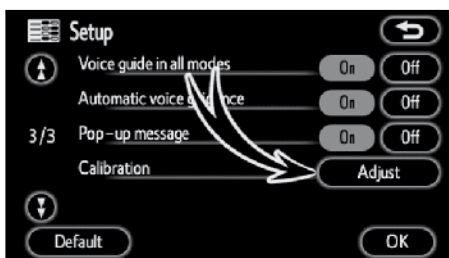 Setup
Voice guide in all modes On Off
Automatic voice guidance On Off
3/3 Pop-up message On Off
Calibration Adjust
Default OK